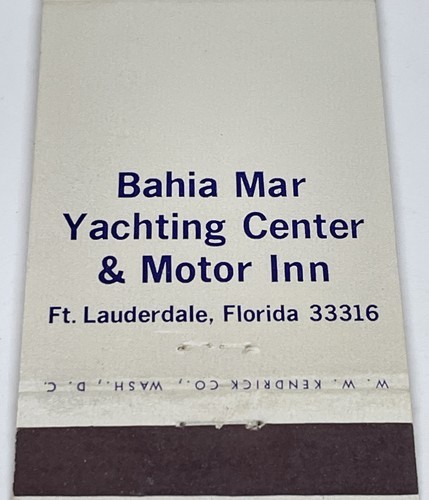 Bahia Mar
Yachting Center
& Motor Inn
Ft. Lauderdale, Florida 33316
W. W. KENDRICK CO., WASH., D. C.